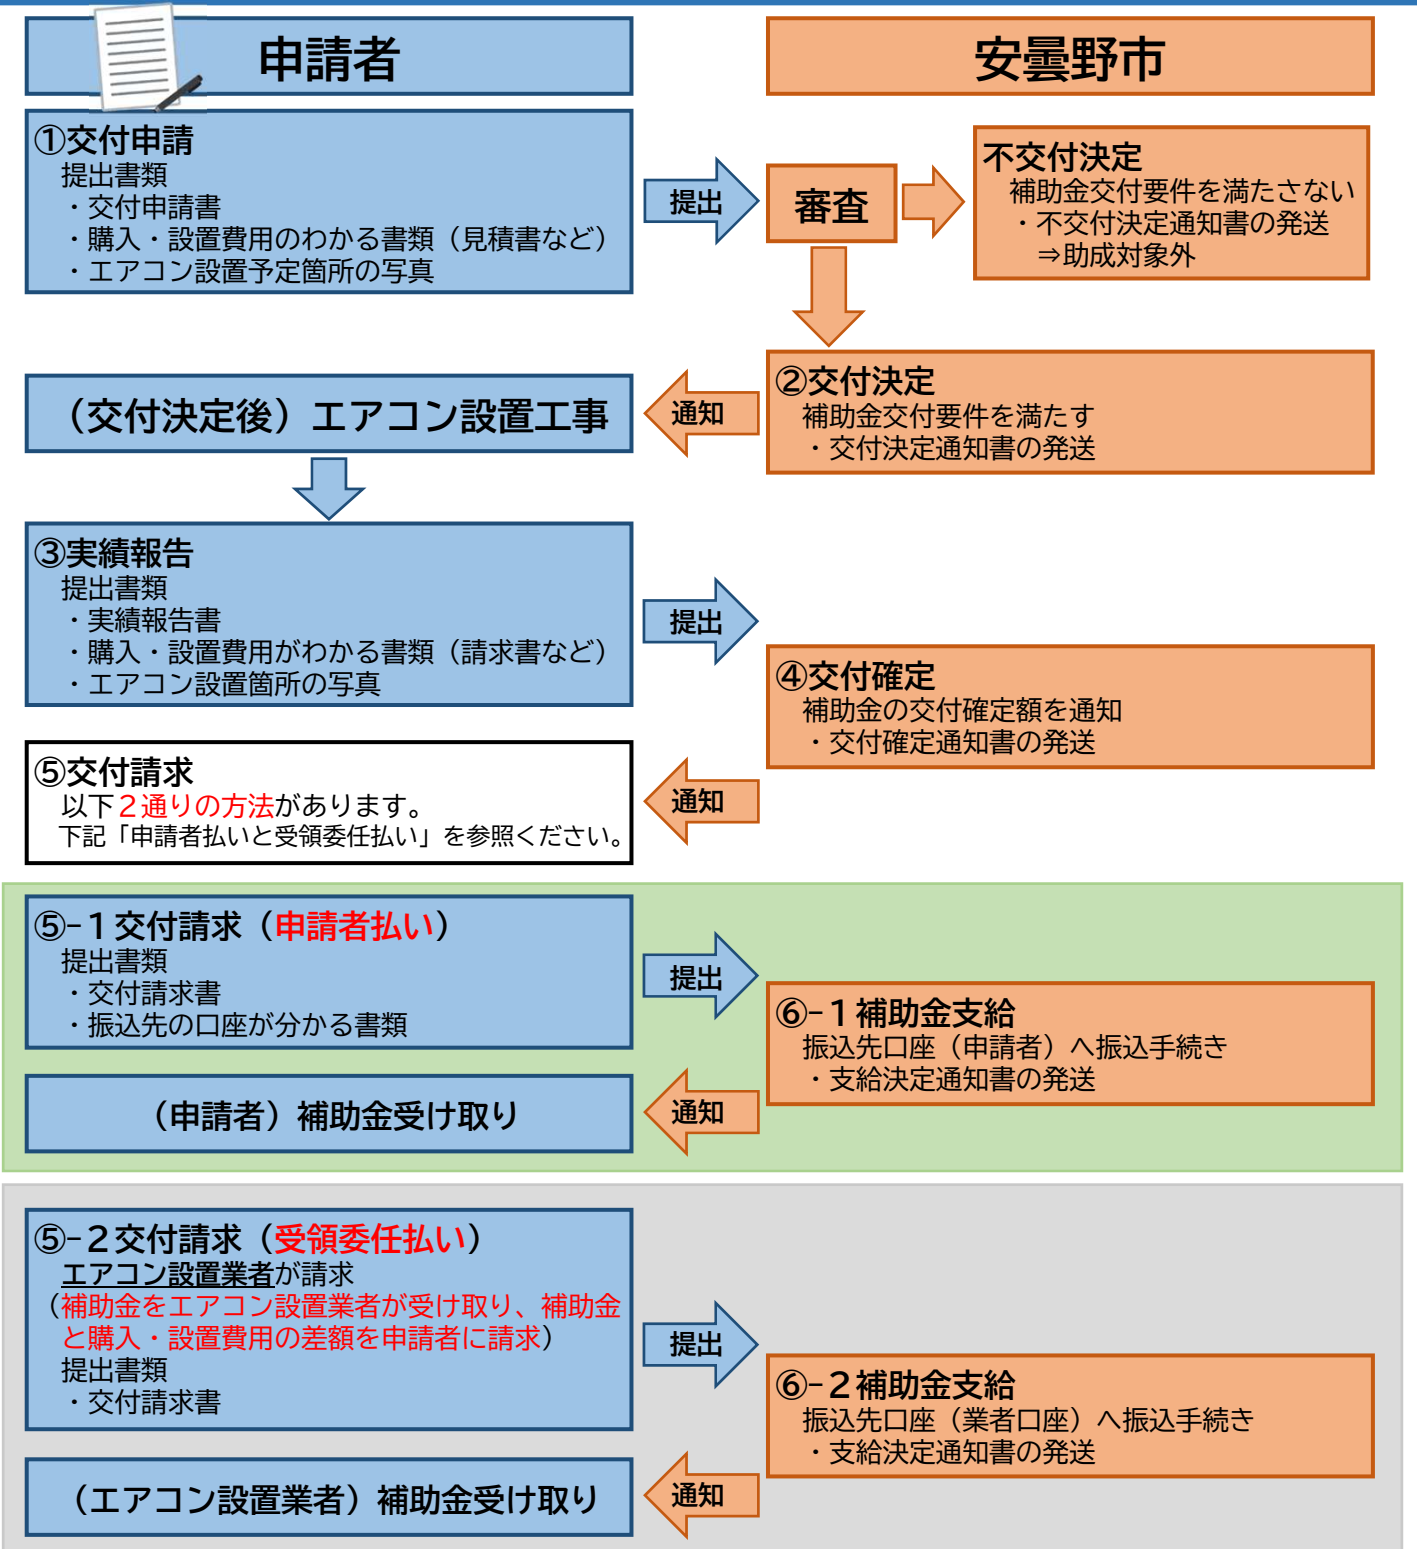 申請者
安曇野市
①交付申請
提出書類
・交付申請書
・購入・設置費用のわかる書類（見積書など）
・エアコン設置予定箇所の写真
提出
審査
不交付決定
補助金交付要件を満たさない
・不交付決定通知書の発送
⇒助成対象外
②交付決定
補助金交付要件を満たす
・交付決定通知書の発送
通知
（交付決定後）エアコン設置工事
③実績報告
提出書類
・実績報告書
・購入・設置費用がわかる書類（請求書など）
・エアコン設置箇所の写真
提出
④交付確定
補助金の交付確定額を通知
・交付確定通知書の発送
通知
⑤交付請求
以下２通りの方法があります。
下記「申請者払いと受領委任払い」を参照ください。
⑤-１交付請求（申請者払い）
提出書類
・交付請求書
・振込先の口座が分かる書類
提出
⑥-１補助金支給
振込先口座（申請者）へ振込手続き
・支給決定通知書の発送
通知
（申請者）補助金受け取り
⑤-２交付請求（受領委任払い）
エアコン設置業者が請求
（補助金をエアコン設置業者が受け取り、補助金
と購入・設置費用の差額を申請者に請求）
提出書類
・交付請求書
提出
⑥-２補助金支給
振込先口座（業者口座）へ振込手続き
・支給決定通知書の発送
通知
（エアコン設置業者）補助金受け取り